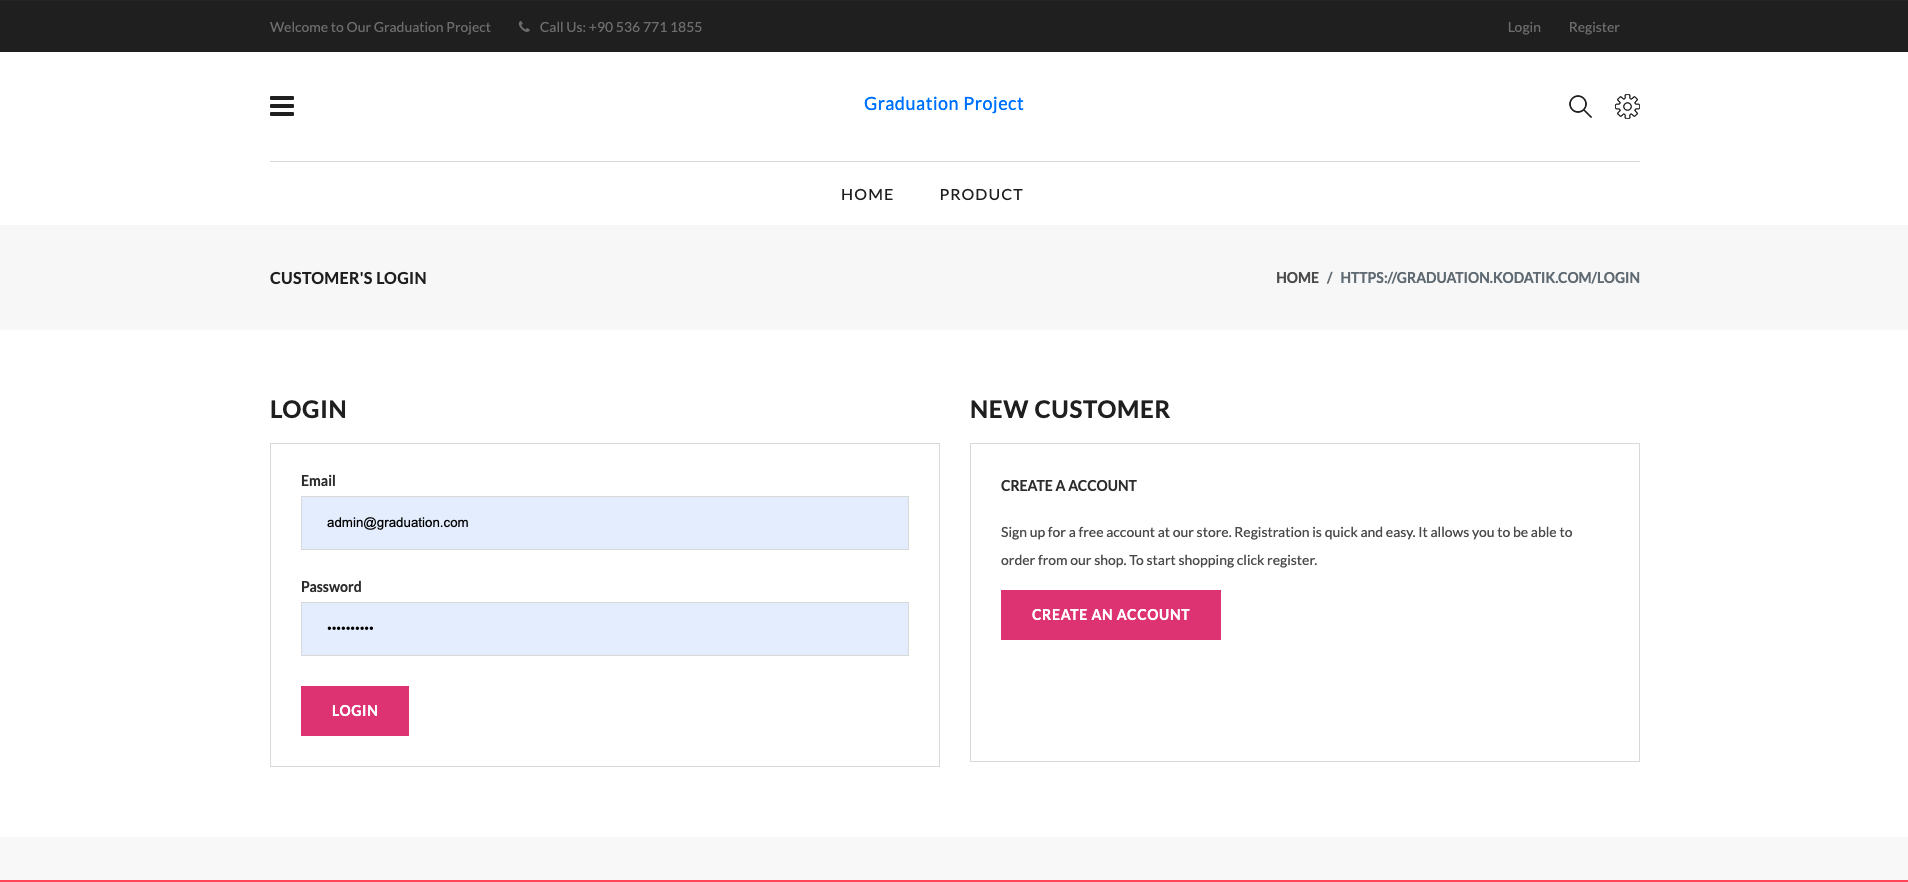 Welcome to Our Graduation Project
Call Us: +90 536 771 1855
Login
Register
Graduation Project
HOME
PRODUCT
CUSTOMER'S LOGIN
HOME / HTTPS://GRADUATION.KODATIK.COM/LOGIN
LOGIN
Email
admin@graduation.com
Password
••••••••••
LOGIN
NEW CUSTOMER
CREATE A ACCOUNT
Sign up for a free account at our store. Registration is quick and easy. It allows you to be able to
order from our shop. To start shopping click register.
CREATE AN ACCOUNT